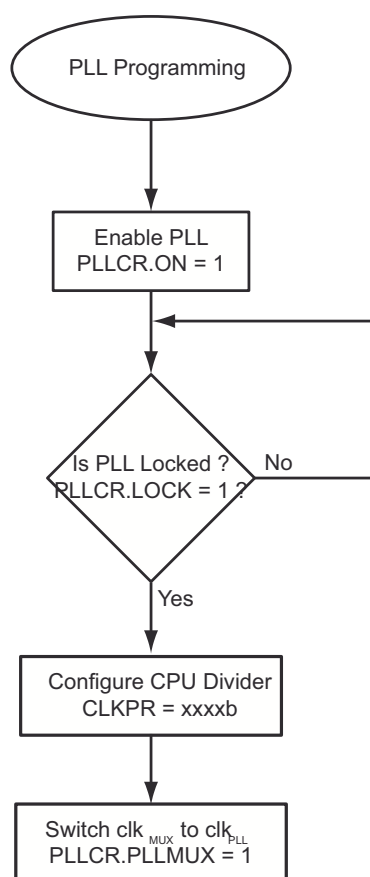 PLL Programming
Enable PLL
PLLCR.ON = 1
Is PLL Locked ?
PLLCR.LOCK = 1 ?
No
Yes
Configure CPU Divider
CLKPR = xxxxb
Switch clk MUX to clk PLL
PLLCR.PLLMUX = 1